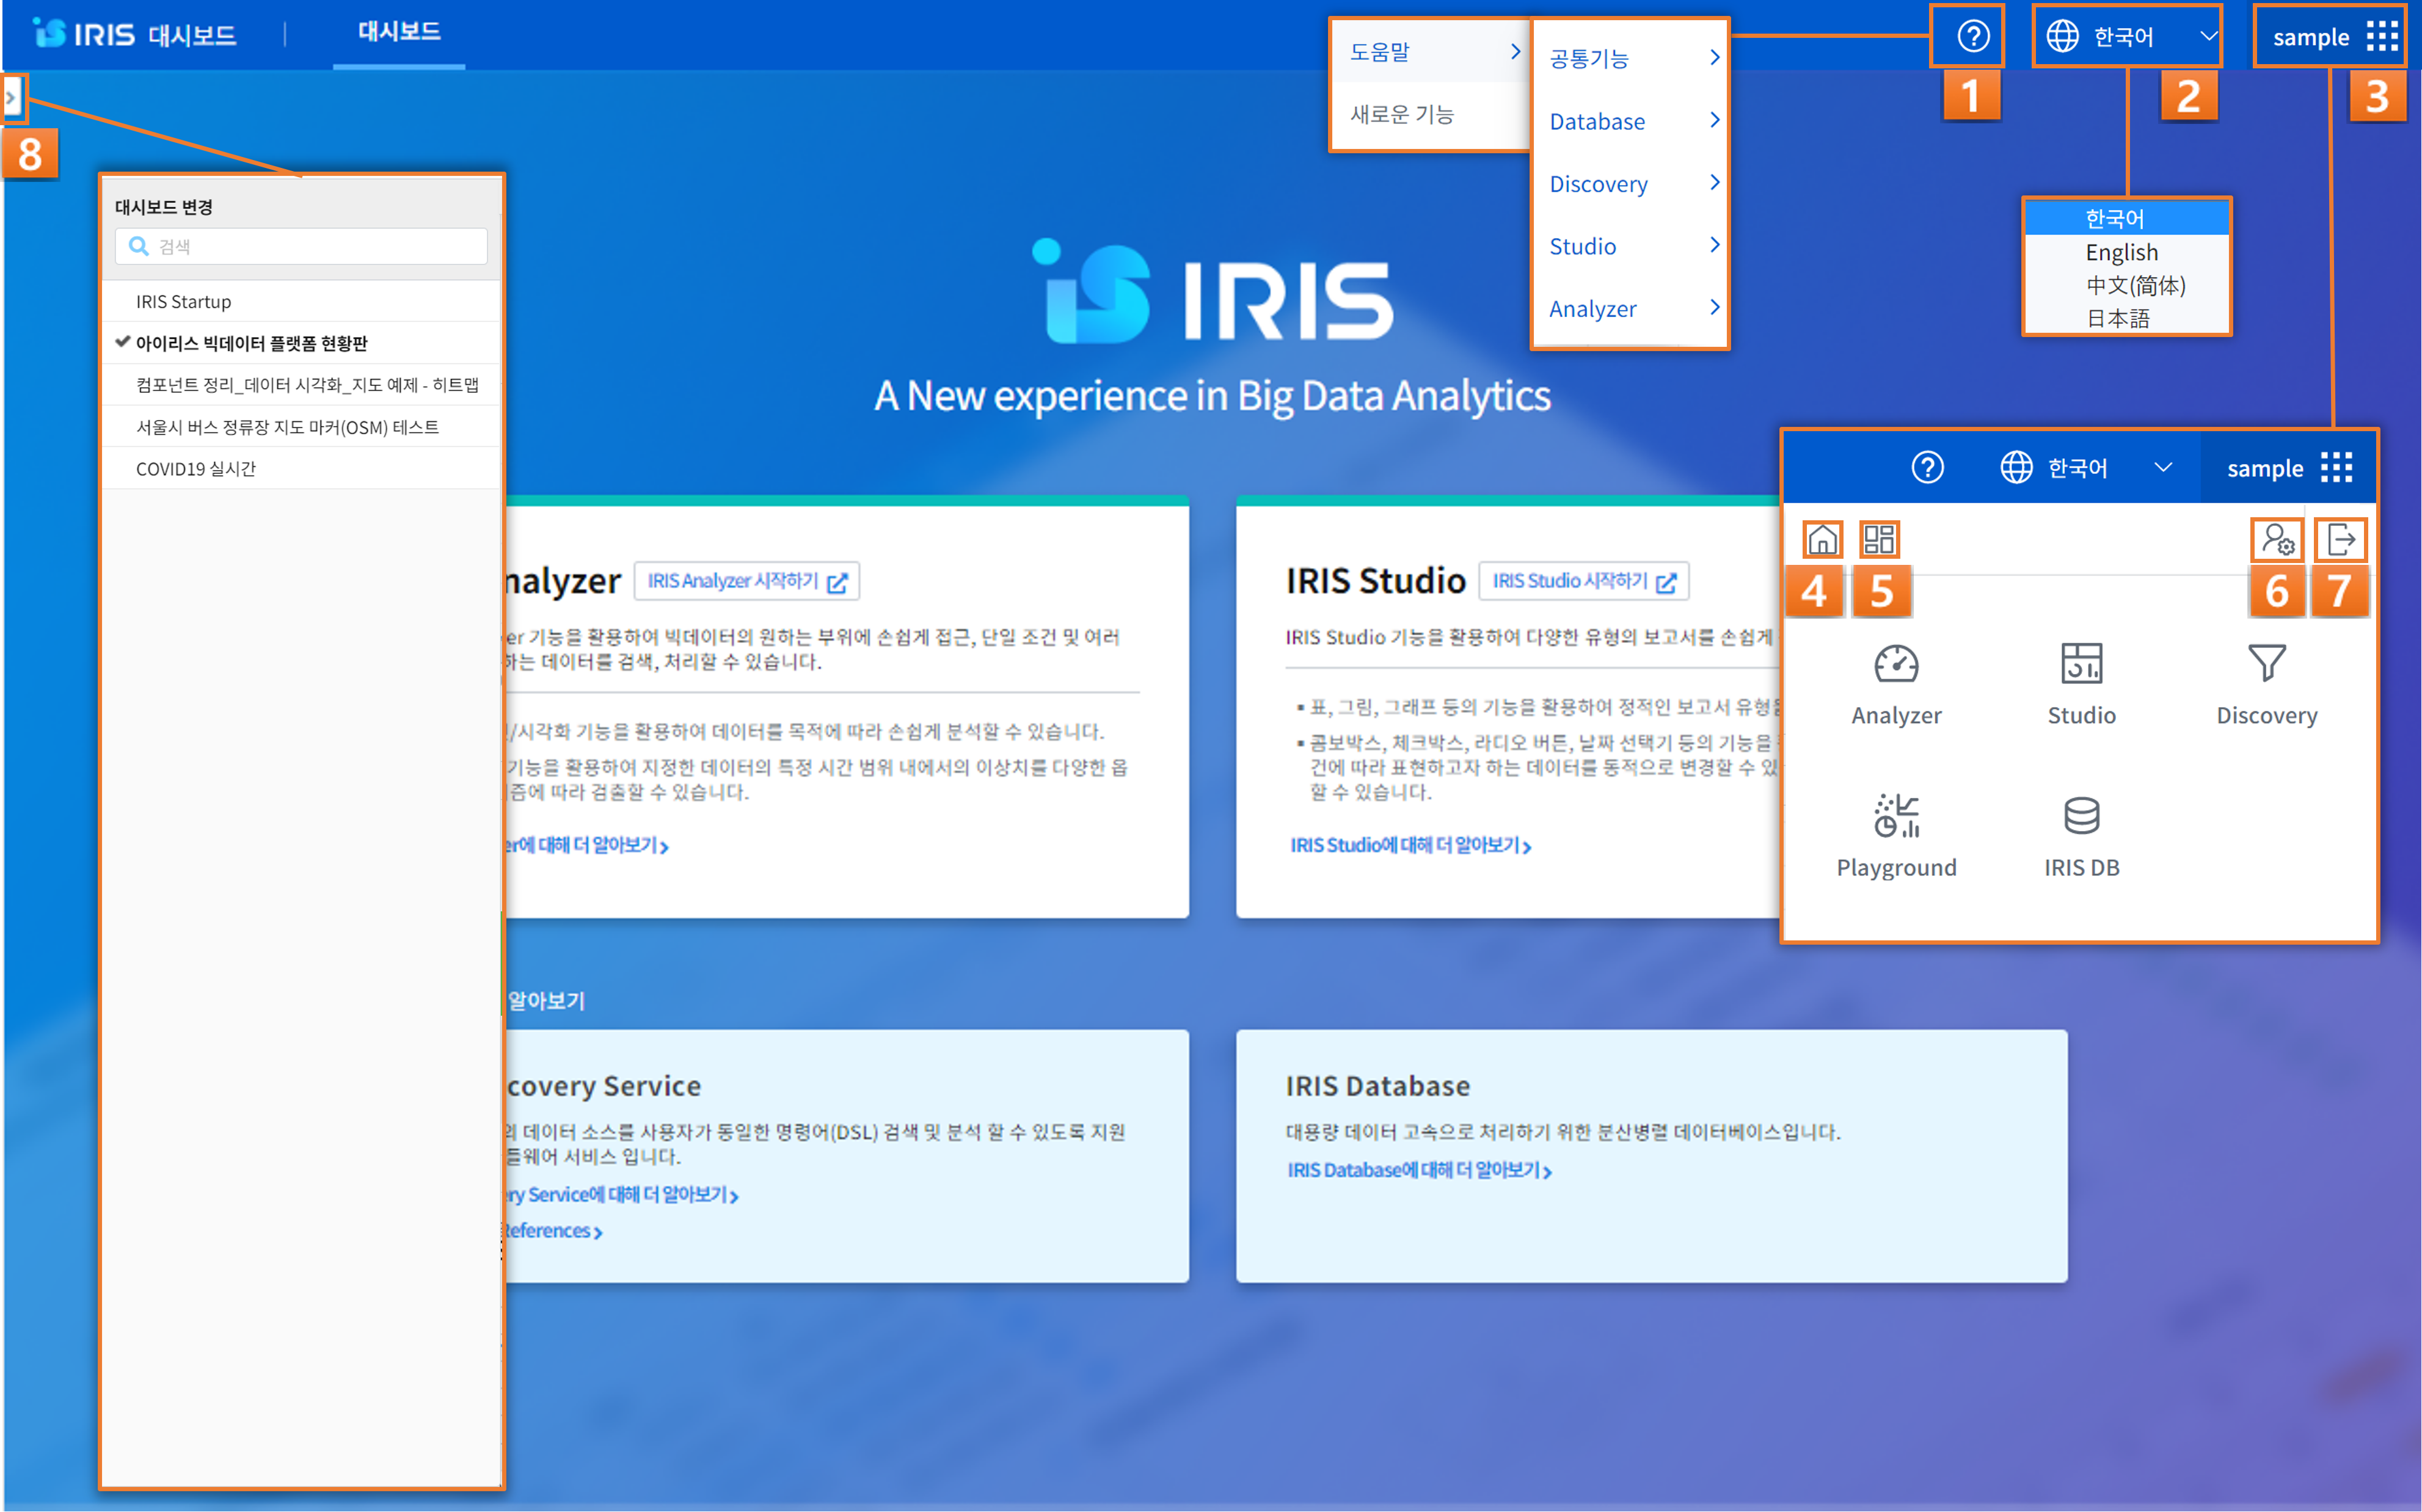 iS IRIS 대시보드
대시보드
도움말
새로운 기능
공통기능
Database
Discovery
Studio
Analyzer
?
한국어
sample
1
2
3
8
한국어
English
中文(简体)
日本語
대시보드 변경
검색
IRIS Startup
아이리스 빅데이터 플랫폼 현황판
컴포넌트 정리_데이터 시각화_지도 예제 - 히트맵
서울시 버스 정류장 지도 마커(OSM) 테스트
COVID19 실시간
iS IRIS
A New experience in Big Data Analytics
nalyzer
IRIS Analyzer 시작하기
er 기능을 활용하여 빅데이터의 원하는 부위에 손쉽게 접근, 단일 조건 및 여러
하는 데이터를 검색, 처리할 수 있습니다.
/시각화 기능을 활용하여 데이터를 목적에 따라 손쉽게 분석할 수 있습니다.
기능을 활용하여 지정한 데이터의 특정 시간 범위 내에서의 이상치를 다양한 옵
즘에 따라 검출할 수 있습니다.
er에 대해 더 알아보기
IRIS Studio
IRIS Studio 시작하기
IRIS Studio 기능을 활용하여 다양한 유형의 보고서를 손쉽게
표, 그림, 그래프 등의 기능을 활용하여 정적인 보고서 유형을
콤보박스, 체크박스, 라디오 버튼, 날짜 선택기 등의 기능을
건에 따라 표현하고자 하는 데이터를 동적으로 변경할 수 있
할 수 있습니다.
IRIS Studio에 대해 더 알아보기
?
한국어
sample
4
5
6
7
Analyzer
Studio
Discovery
Playground
IRIS DB
알아보기
covery Service
의 데이터 소스를 사용자가 동일한 명령어(DSL) 검색 및 분석 할 수 있도록 지원
들웨어 서비스 입니다.
ery Service에 대해 더 알아보기
References
IRIS Database
대용량 데이터 고속으로 처리하기 위한 분산병렬 데이터베이스입니다.
IRIS Database에 대해 더 알아보기